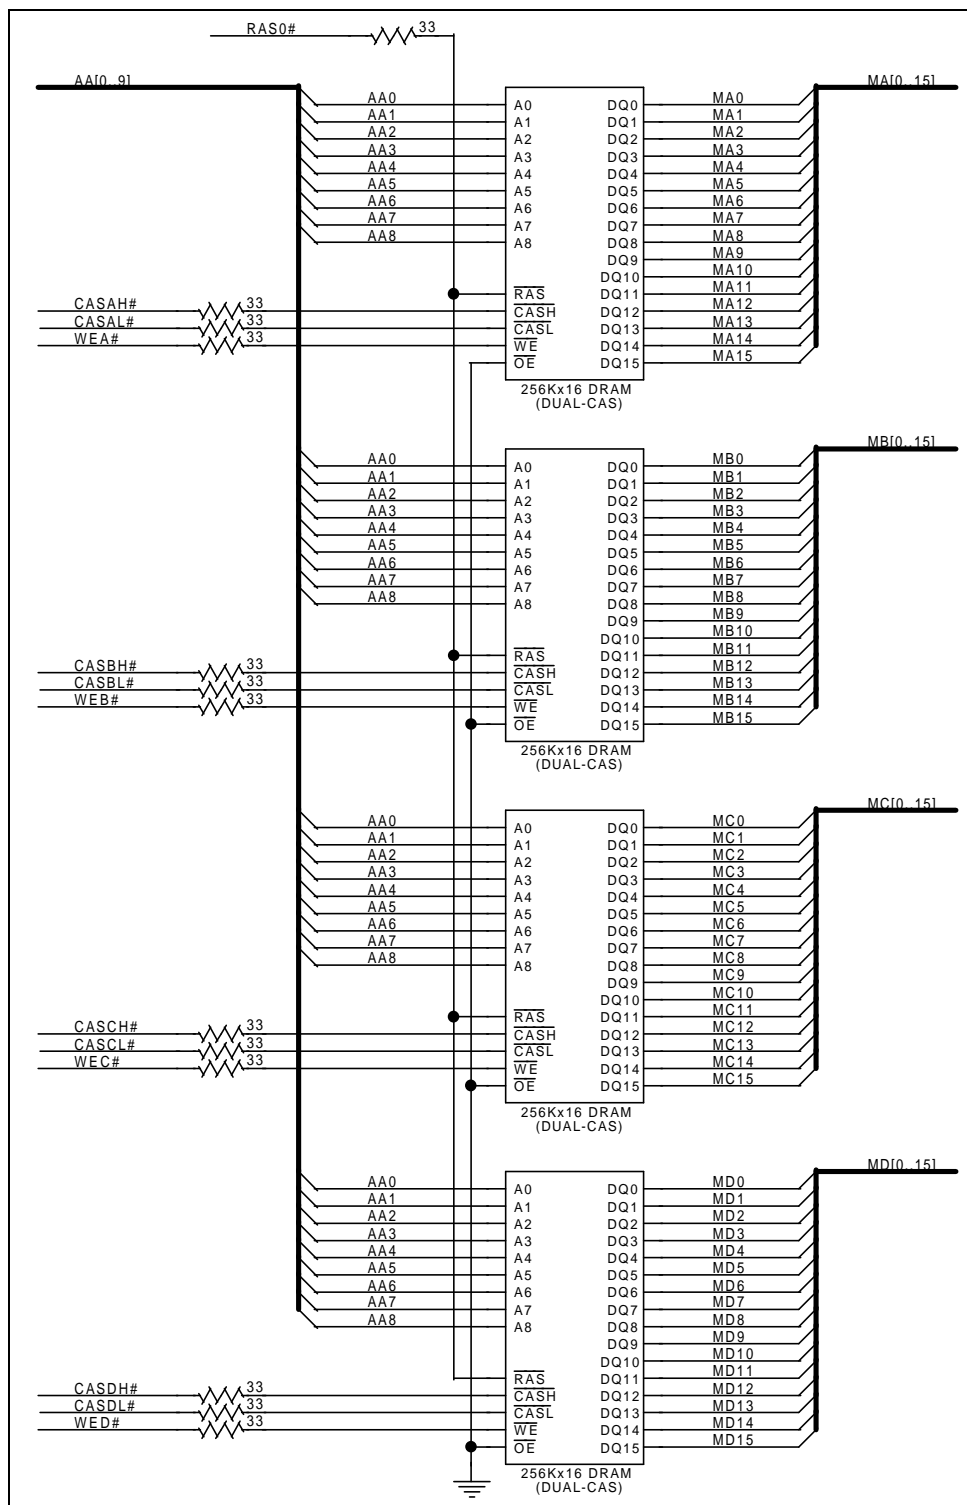 RAS0# 33
AA[0..9] MA[0..15]
AA0 A0 DQ0 MA0
AA1 A1 DQ1 MA1
AA2 A2 DQ2 MA2
AA3 A3 DQ3 MA3
AA4 A4 DQ4 MA4
AA5 A5 DQ5 MA5
AA6 A6 DQ6 MA6
AA7 A7 DQ7 MA7
AA8 A8 DQ8 MA8
DQ9 MA9
DQ10 MA10
RAS DQ11 MA11
CASAH# 33 CASH DQ12 MA12
CASAL# 33 CASL DQ13 MA13
WEA# 33 WE DQ14 MA14
OE DQ15 MA15
256Kx16 DRAM
(DUAL-CAS)
MB[0..15]
AA0 A0 DQ0 MB0
AA1 A1 DQ1 MB1
AA2 A2 DQ2 MB2
AA3 A3 DQ3 MB3
AA4 A4 DQ4 MB4
AA5 A5 DQ5 MB5
AA6 A6 DQ6 MB6
AA7 A7 DQ7 MB7
AA8 A8 DQ8 MB8
DQ9 MB9
DQ10 MB10
RAS DQ11 MB11
CASBH# 33 CASH DQ12 MB12
CASBL# 33 CASL DQ13 MB13
WEB# 33 WE DQ14 MB14
OE DQ15 MB15
256Kx16 DRAM
(DUAL-CAS)
MC[0..15]
AA0 A0 DQ0 MC0
AA1 A1 DQ1 MC1
AA2 A2 DQ2 MC2
AA3 A3 DQ3 MC3
AA4 A4 DQ4 MC4
AA5 A5 DQ5 MC5
AA6 A6 DQ6 MC6
AA7 A7 DQ7 MC7
AA8 A8 DQ8 MC8
DQ9 MC9
DQ10 MC10
RAS DQ11 MC11
CASCH# 33 CASH DQ12 MC12
CASCL# 33 CASL DQ13 MC13
WEC# 33 WE DQ14 MC14
OE DQ15 MC15
256Kx16 DRAM
(DUAL-CAS)
MD[0..15]
AA0 A0 DQ0 MD0
AA1 A1 DQ1 MD1
AA2 A2 DQ2 MD2
AA3 A3 DQ3 MD3
AA4 A4 DQ4 MD4
AA5 A5 DQ5 MD5
AA6 A6 DQ6 MD6
AA7 A7 DQ7 MD7
AA8 A8 DQ8 MD8
DQ9 MD9
DQ10 MD10
RAS DQ11 MD11
CASDH# 33 CASH DQ12 MD12
CASDL# 33 CASL DQ13 MD13
WED# 33 WE DQ14 MD14
OE DQ15 MD15
256Kx16 DRAM
(DUAL-CAS)